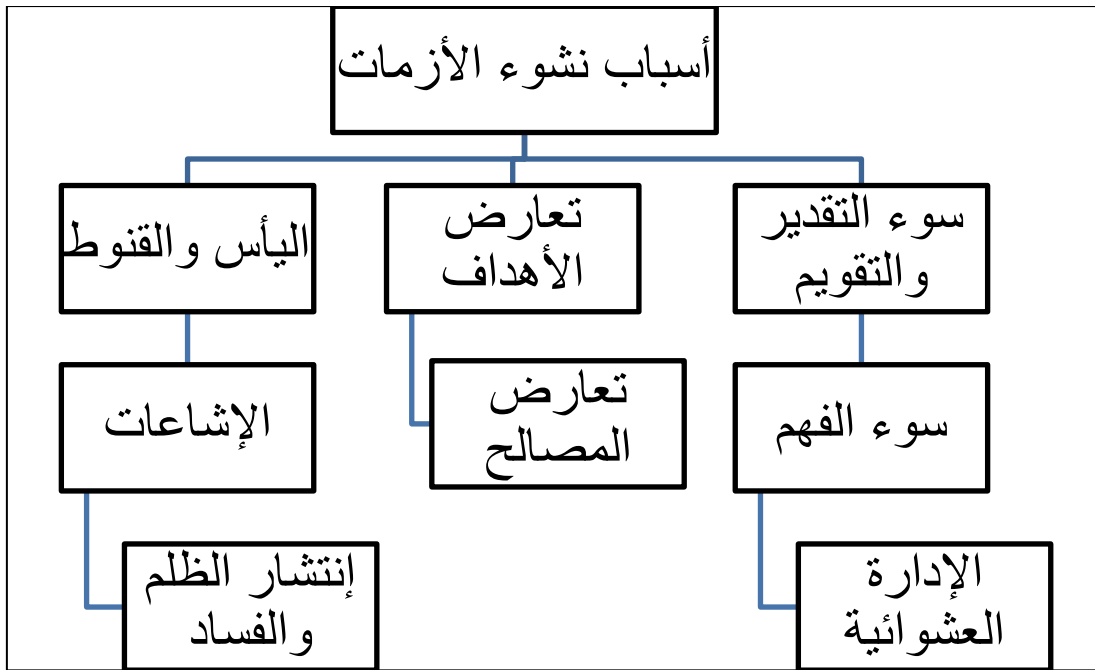 أسباب نشوء الأزمات
سوء التقدير
والتقويم
تعارض
الأهداف
اليأس والقنوط
سوء الفهم
تعارض
المصالح
الإشاعات
الإدارة
العشوائية
إنتشار الظلم
والفساد